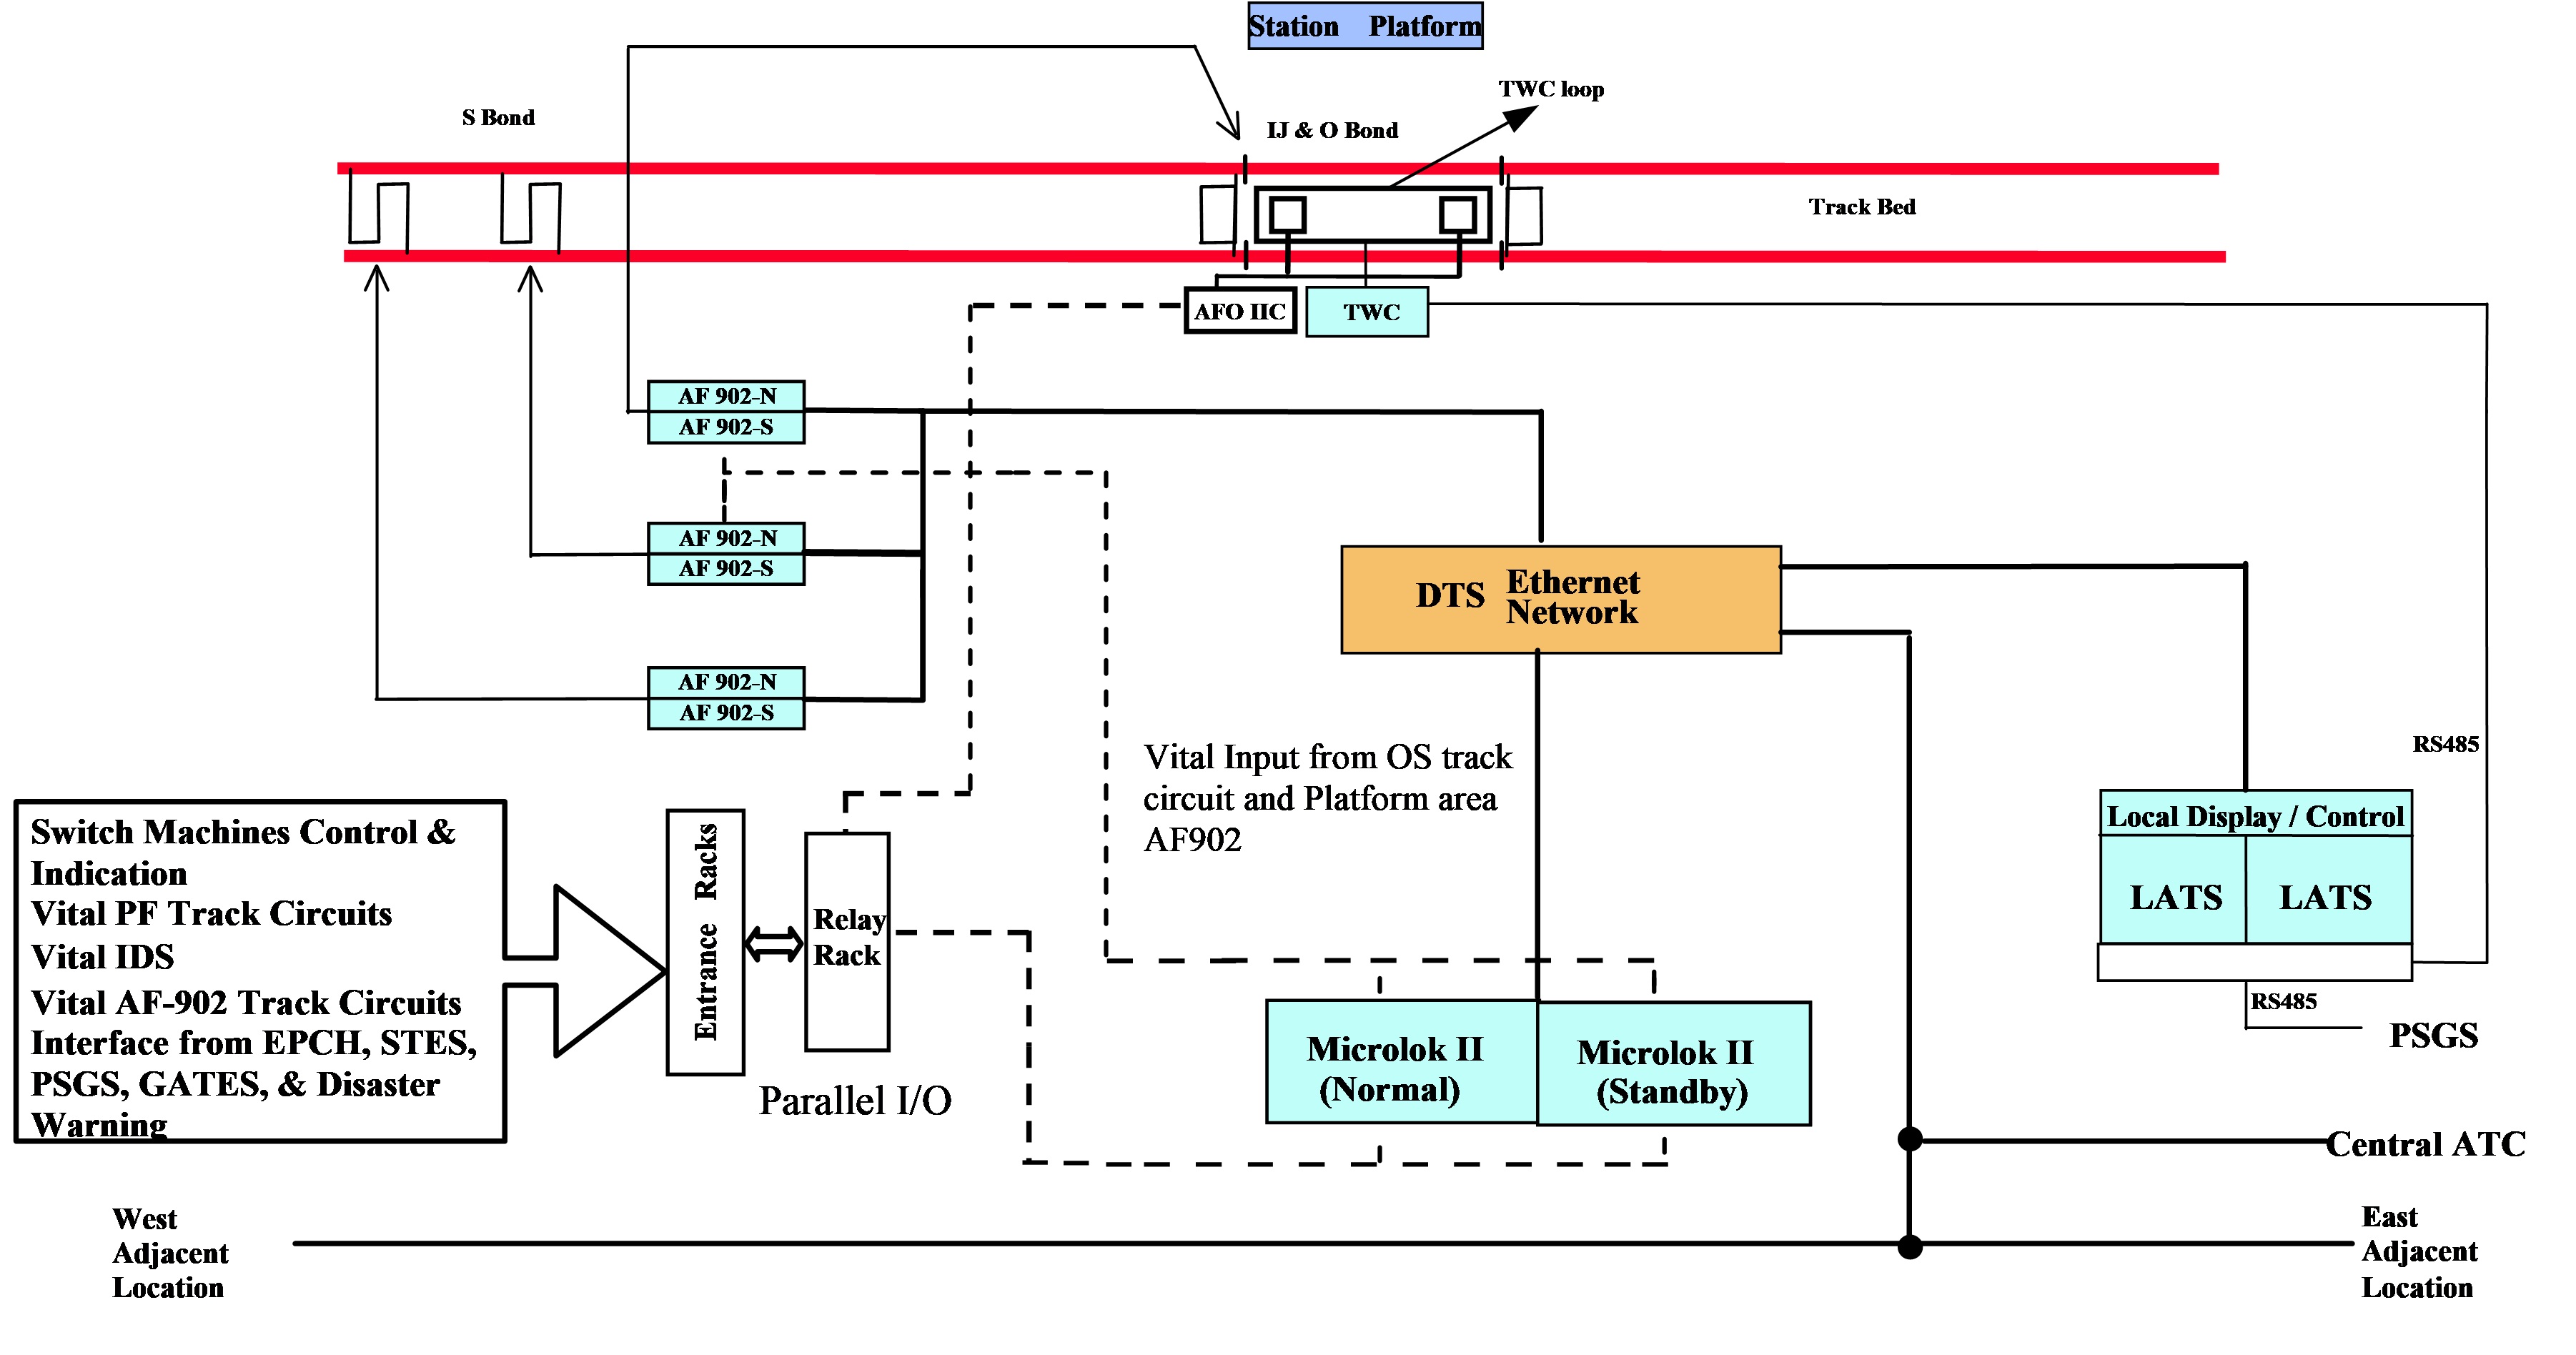 Station Platform
TWC loop
S Bond
IJ & O Bond
Track Bed
AFO IIC
TWC
AF 902-N
AF 902-S
AF 902-N
AF 902-S
AF 902-N
AF 902-S
DTS Ethernet
Network
RS485
Vital Input from OS track
circuit and Platform area
AF902
Local Display / Control
LATS LATS
RS485
PSGS
Switch Machines Control &
Indication
Vital PF Track Circuits
Vital IDS
Vital AF-902 Track Circuits
Interface from EPCH, STES,
PSGS, GATES, & Disaster
Warning
Entrance Racks
Relay
Rack
Parallel I/O
Microlok II
(Normal)
Microlok II
(Standby)
Central ATC
West
Adjacent
Location
East
Adjacent
Location